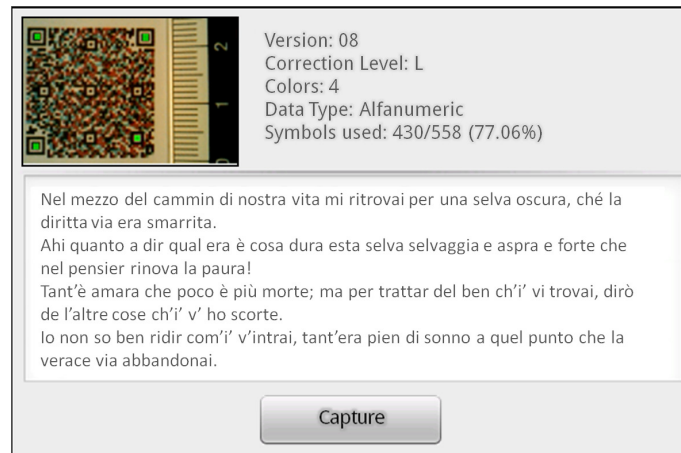 2
1
0
Version: 08
Correction Level: L
Colors: 4
Data Type: Alfanumeric
Symbols used: 430/558 (77.06%)
Nel mezzo del cammin di nostra vita mi ritrovai per una selva oscura, ché la
diritta via era smarrita.
Ahi quanto a dir qual era è cosa dura esta selva selvaggia e aspra e forte che
nel pensier rinova la paura!
Tant’è amara che poco è più morte; ma per trattar del ben ch’i’ vi trovai, dirò
de l’altre cose ch’i’ v’ ho scorte.
Io non so ben ridir com’i’ v’intrai, tant’era pien di sonno a quel punto che la
verace via abbandonai.
Capture